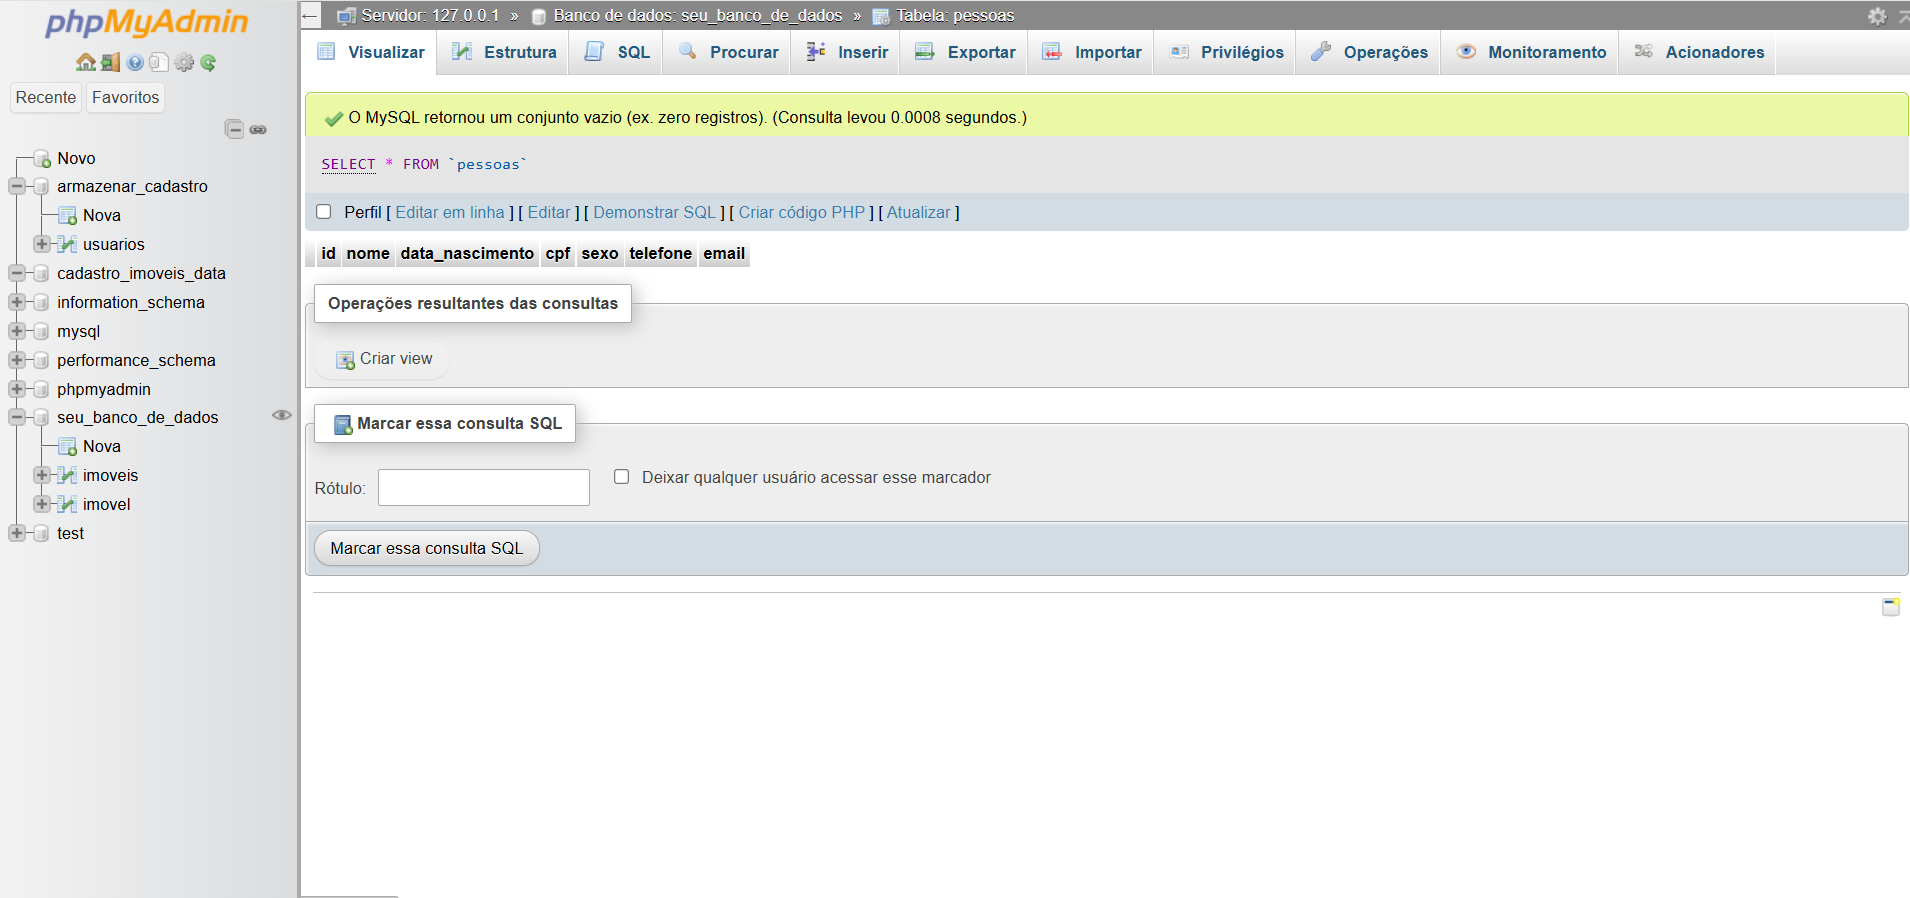 phpMyAdmin
Recente Favoritos
Novo
armazenar_cadastro
Nova
usuarios
cadastro_imoveis_data
information_schema
mysql
performance_schema
phpmyadmin
seu_banco_de_dados
Nova
imoveis
imovel
test
Servidor: 127.0.0.1 » Banco de dados: seu_banco_de_dados » Tabela: pessoas
Visualizar Estrutura SQL Procurar Inserir Exportar Importar Privilégios Operações Monitoramento Acionadores
O MySQL retornou um conjunto vazio (ex. zero registros). (Consulta levou 0.0008 segundos.)
SELECT * FROM `pessoas`
Perfil [ Editar em linha ] [ Editar ] [ Demonstrar SQL ] [ Criar código PHP ] [ Atualizar ]
id nome data_nascimento cpf sexo telefone email
Operações resultantes das consultas
Criar view
Marcar essa consulta SQL
Rótulo: Deixar qualquer usuário acessar esse marcador
Marcar essa consulta SQL